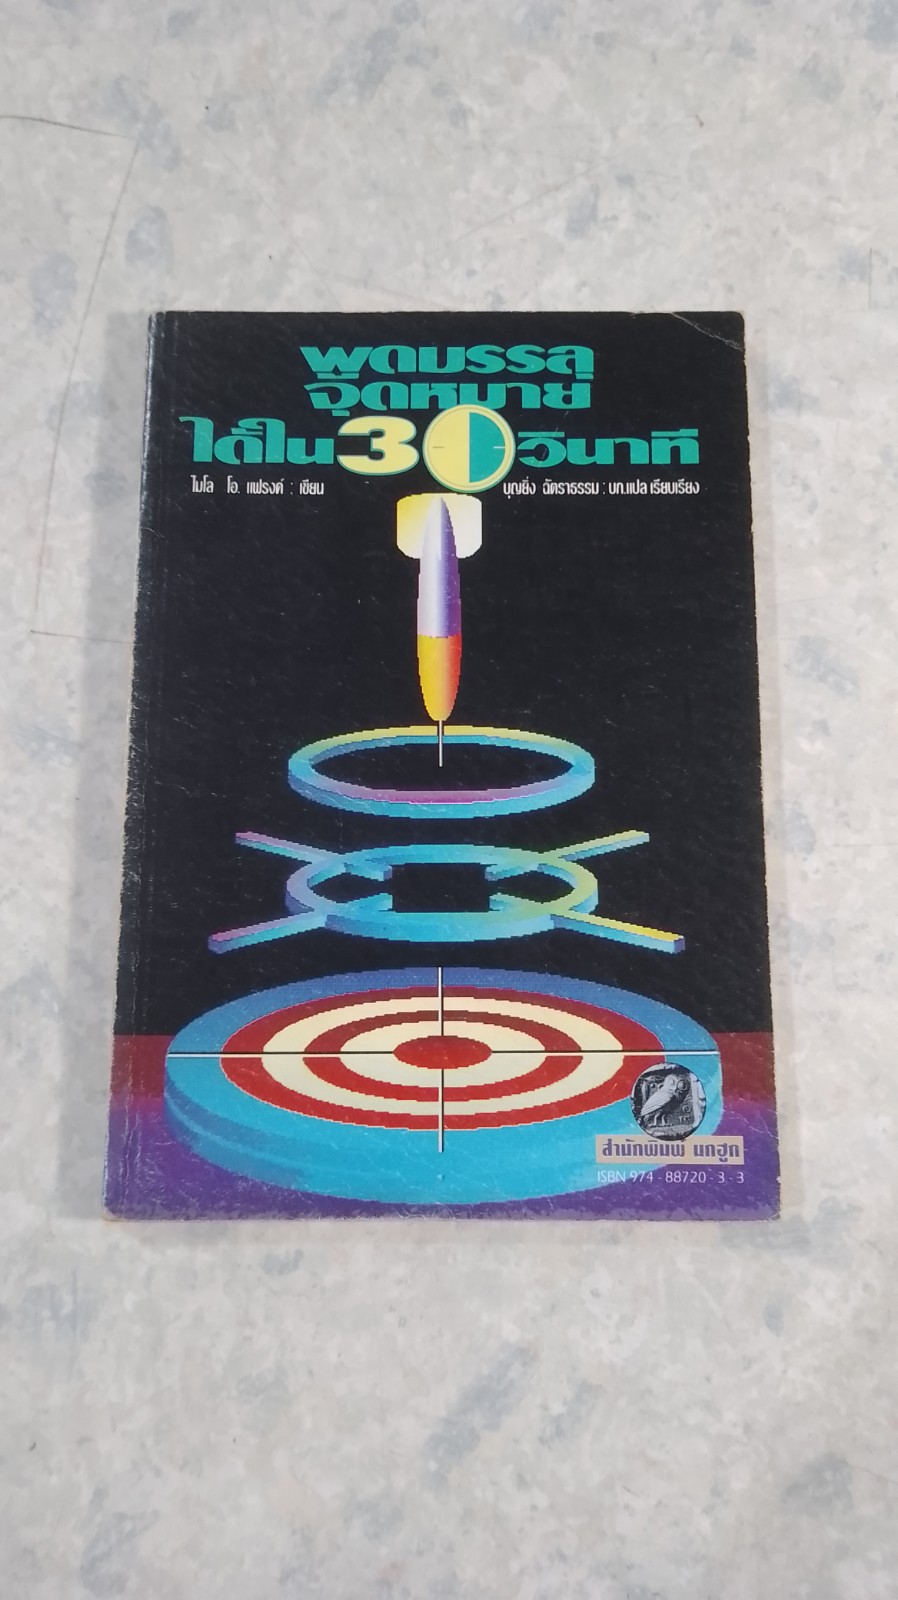 พูดบรรลุ
จุดหมาย
ได้ใน 30 วินาที
ไมโล โอ. แฟรงค์ : เขียน
บุญยิ่ง ฉัตราธรรม : บก.แปล เรียบเรียง
สำนักพิมพ์ นกฮูก
ISBN 974-88720-3-3